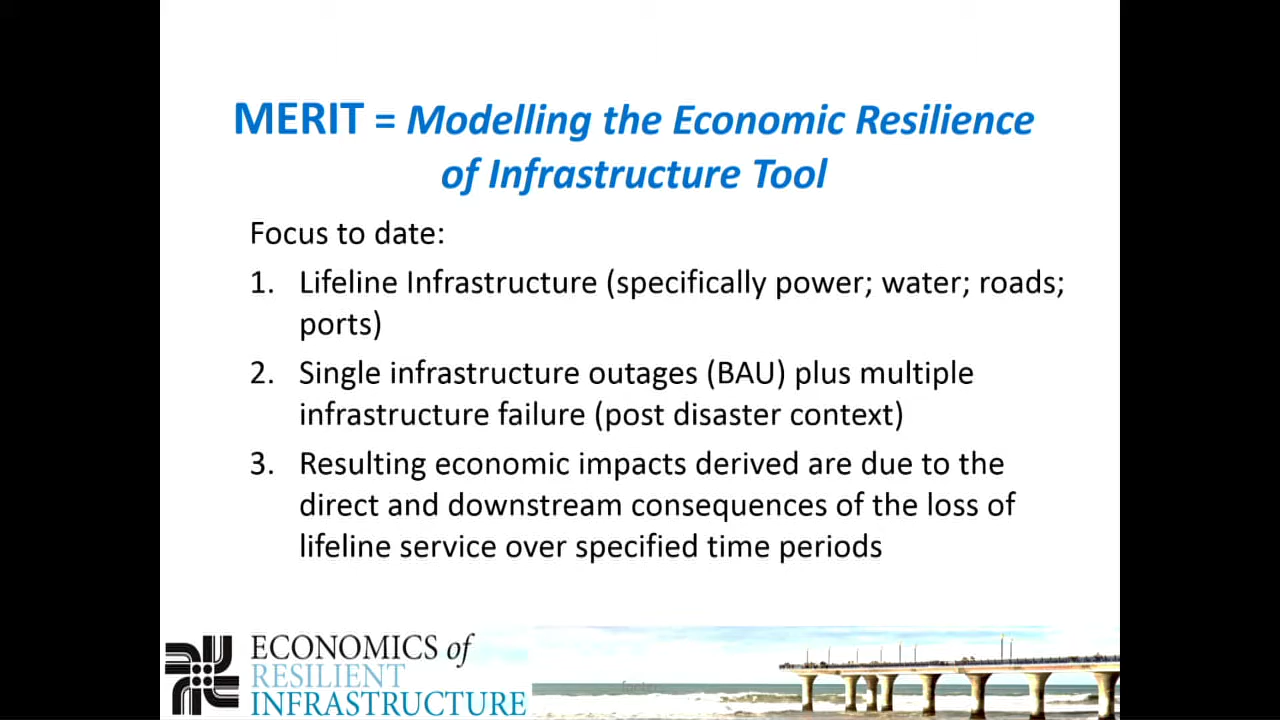 MERIT = Modelling the Economic Resilience
of Infrastructure Tool
Focus to date:
1. Lifeline Infrastructure (specifically power; water; roads;
ports)
2. Single infrastructure outages (BAU) plus multiple
infrastructure failure (post disaster context)
3. Resulting economic impacts derived are due to the
direct and downstream consequences of the loss of
lifeline service over specified time periods
ECONOMICS of
RESILIENT
INFRASTRUCTURE